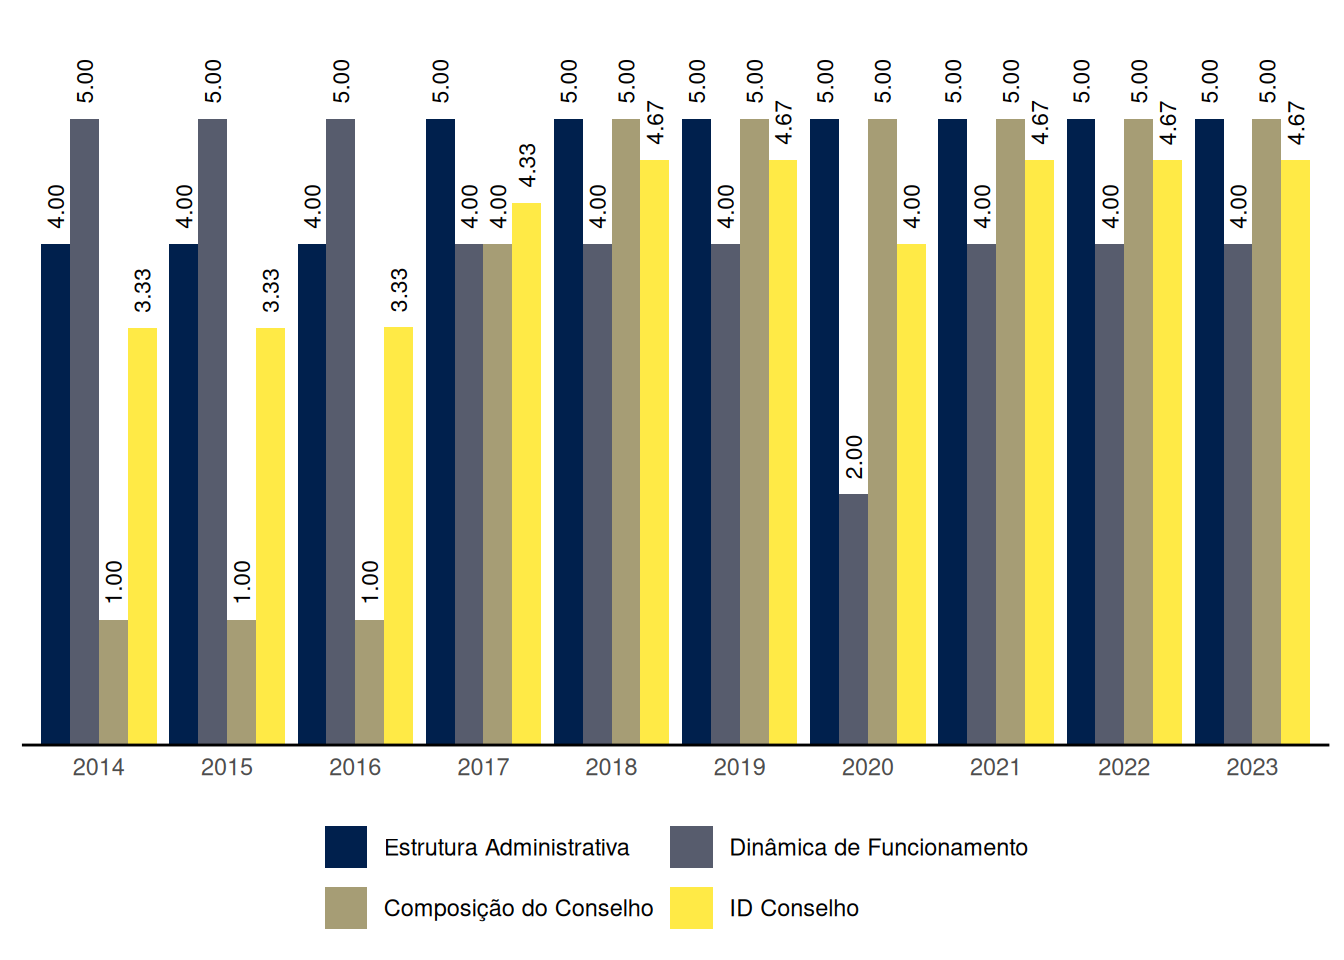 4.00 5.00 1.00 3.33 4.00 5.00 1.00 3.33 4.00 5.00 1.00 3.33 5.00 4.00 4.00 4.33 5.00 4.00 5.00 4.67 5.00 4.00 5.00 4.67 5.00 2.00 5.00 4.00 5.00 4.00 5.00 4.67 5.00 4.00 5.00 4.67 5.00 4.00 5.00 4.67
2014 2015 2016 2017 2018 2019 2020 2021 2022 2023
Estrutura Administrativa Dinâmica de Funcionamento
Composição do Conselho ID Conselho